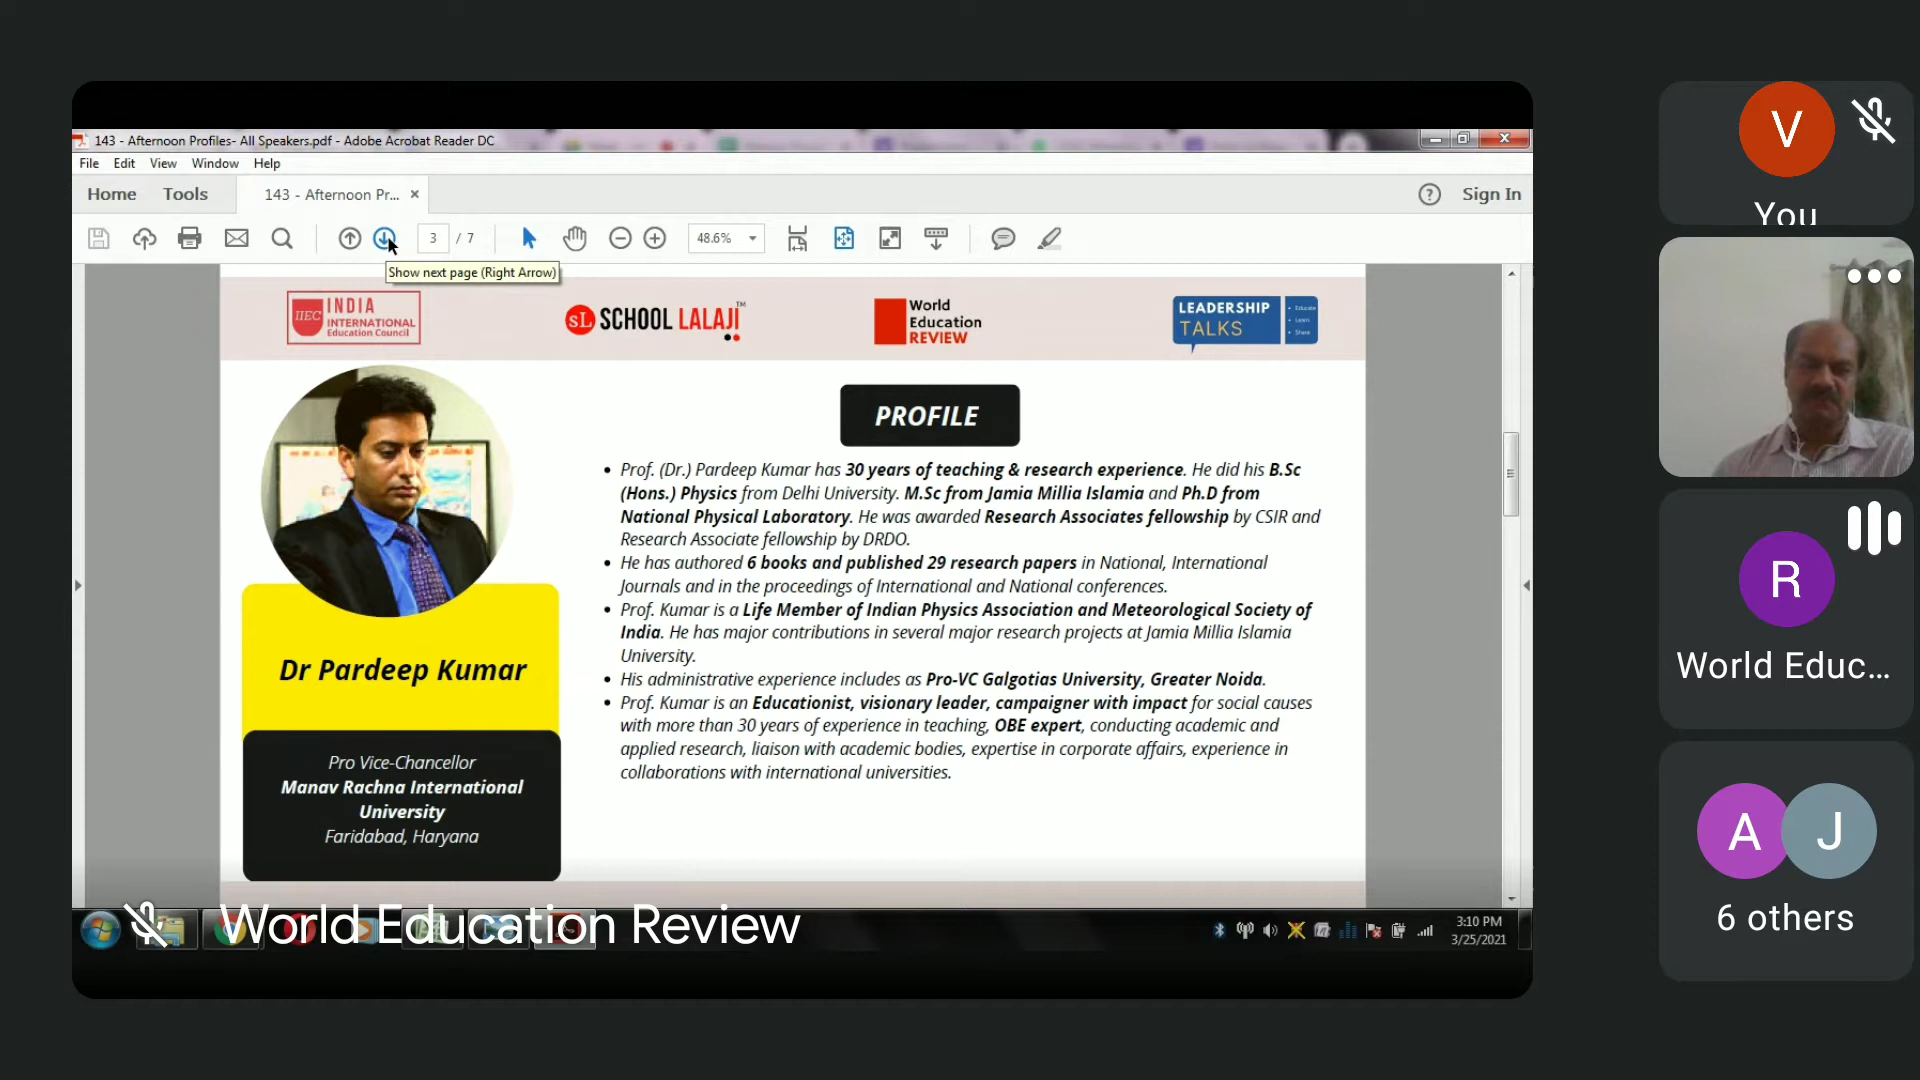 143 - Afternoon Profiles- All Speakers.pdf - Adobe Acrobat Reader DC
File Edit View Window Help
Home Tools 143 - Afternoon Pr... × Sign In
3 / 7 48.6%
Show next page (Right Arrow)
IIEC INDIA
INTERNATIONAL
Education Council
sL SCHOOL LALAJI™
World
Education
REVIEW
LEADERSHIP
TALKS
• Educate
• Learn
• Share
PROFILE
• Prof. (Dr.) Pardeep Kumar has 30 years of teaching & research experience. He did his B.Sc
(Hons.) Physics from Delhi University. M.Sc from Jamia Millia Islamia and Ph.D from
National Physical Laboratory. He was awarded Research Associates fellowship by CSIR and
Research Associate fellowship by DRDO.
• He has authored 6 books and published 29 research papers in National, International
Journals and in the proceedings of International and National conferences.
• Prof. Kumar is a Life Member of Indian Physics Association and Meteorological Society of
India. He has major contributions in several major research projects at Jamia Millia Islamia
University.
• His administrative experience includes as Pro-VC Galgotias University, Greater Noida.
• Prof. Kumar is an Educationist, visionary leader, campaigner with impact for social causes
with more than 30 years of experience in teaching, OBE expert, conducting academic and
applied research, liaison with academic bodies, expertise in corporate affairs, experience in
collaborations with international universities.
Dr Pardeep Kumar
Pro Vice-Chancellor
Manav Rachna International
University
Faridabad, Haryana
World Education Review
3:10 PM
3/25/2021
V
You
R
World Educ...
A J
6 others